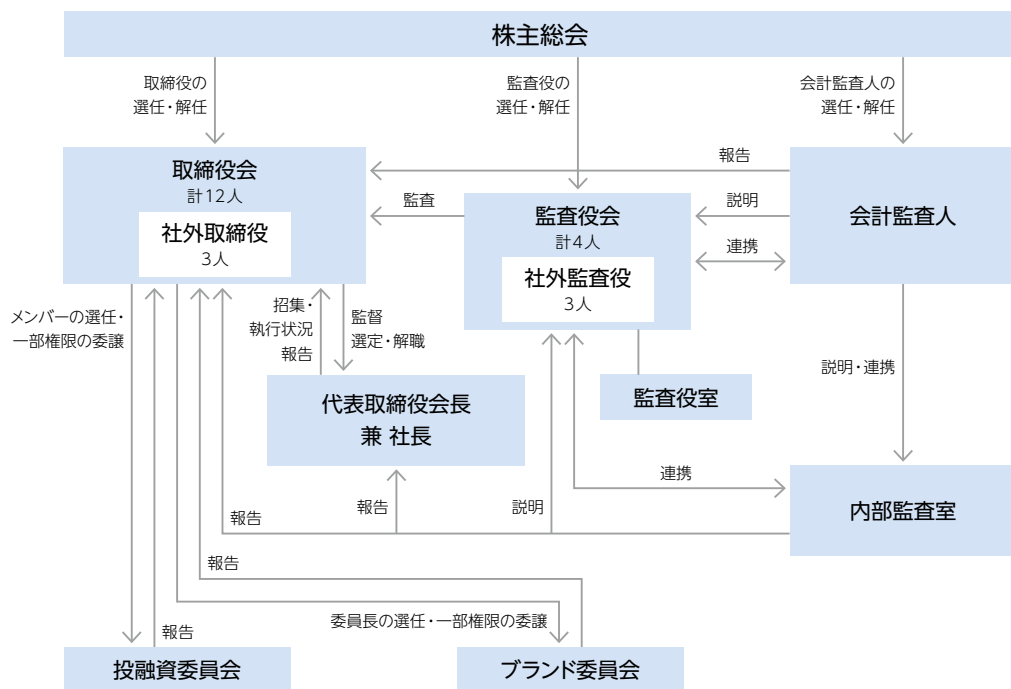 株主総会
取締役の
選任・解任
監査役の
選任・解任
会計監査人の
選任・解任
取締役会
計12人
社外取締役
3人
報告
監査
監査役会
計4人
社外監査役
3人
説明
連携
会計監査人
メンバーの選任・
一部権限の委譲
招集・
執行状況
報告
監督
選定・解職
説明・連携
代表取締役会長
兼 社長
監査役室
連携
内部監査室
報告
報告
説明
報告
委員長の選任・一部権限の委譲
報告
投融資委員会
ブランド委員会